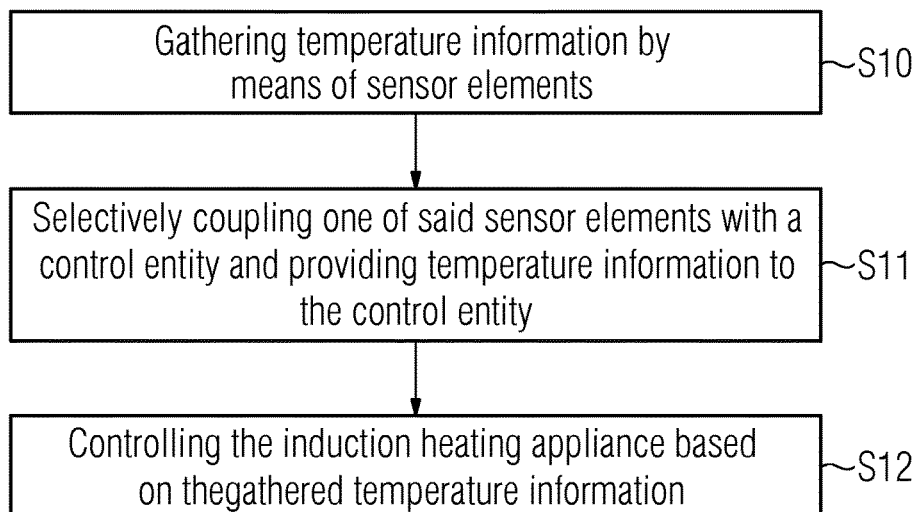 Gathering temperature information by
means of sensor elements
S10
Selectively coupling one of said sensor elements with a
control entity and providing temperature information to
the control entity
S11
Controlling the induction heating appliance based
on thegathered temperature information
S12